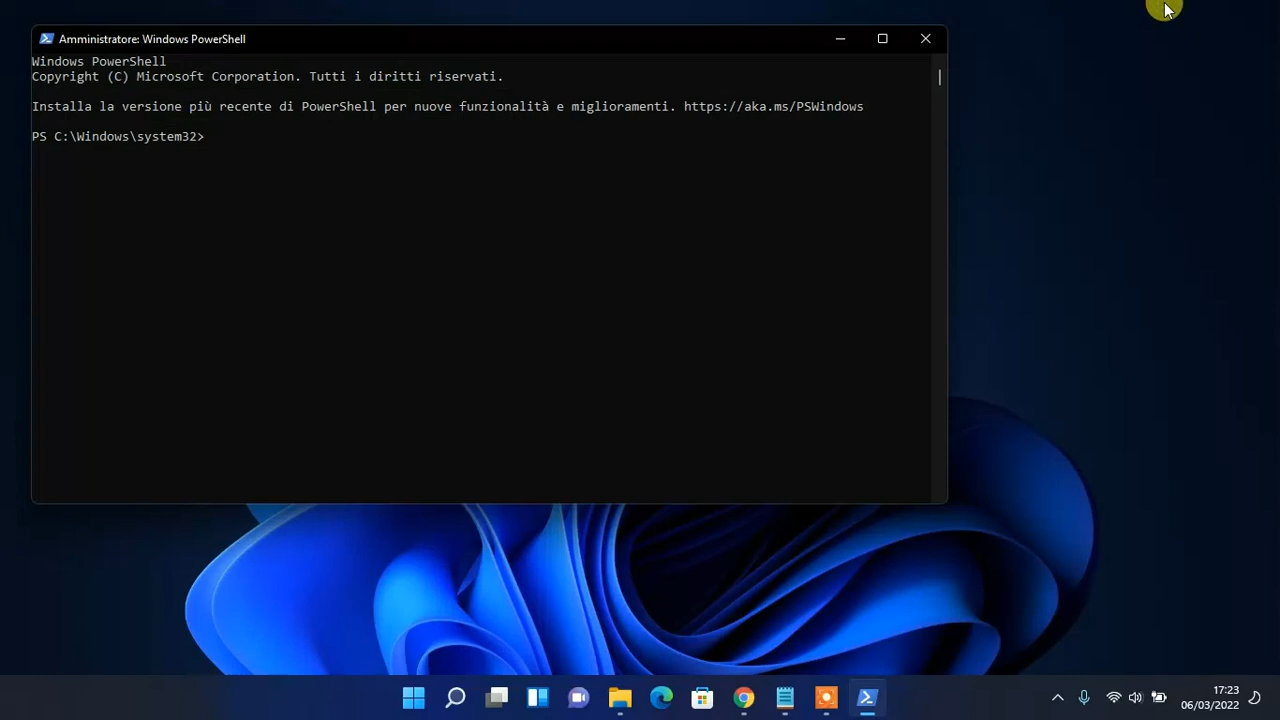 Amministratore: Windows PowerShell
Windows PowerShell
Copyright (C) Microsoft Corporation. Tutti i diritti riservati.
Installa la versione più recente di PowerShell per nuove funzionalità e miglioramenti. https://aka.ms/PSWindows
PS C:\Windows\system32>
17:23
06/03/2022